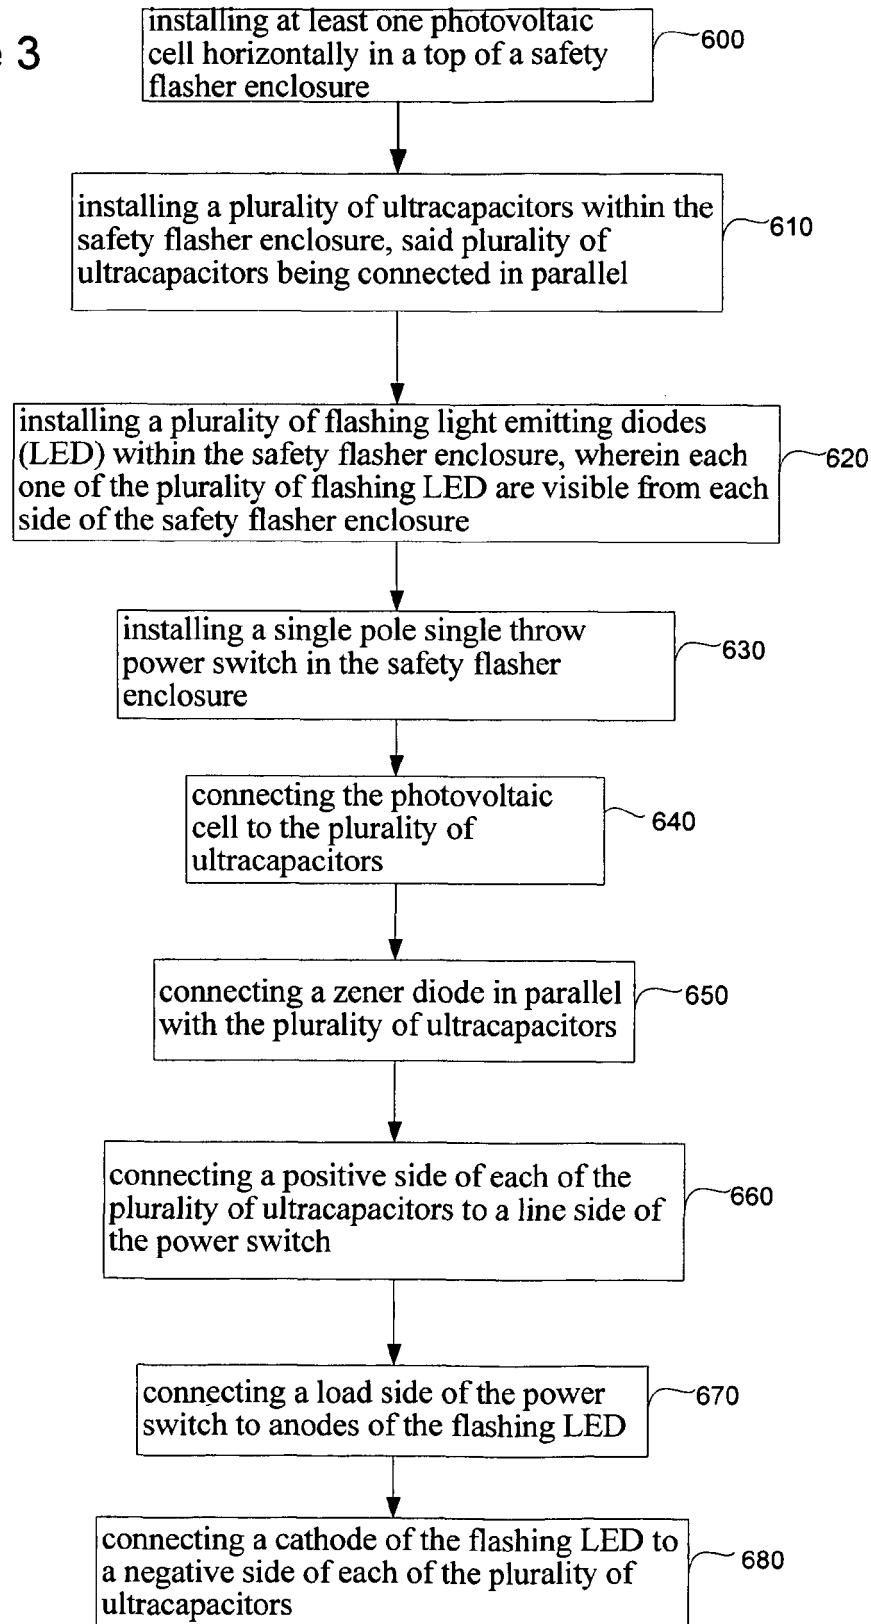 3
installing at least one photovoltaic
cell horizontally in a top of a safety
flasher enclosure
600
installing a plurality of ultracapacitors within the
safety flasher enclosure, said plurality of
ultracapacitors being connected in parallel
610
installing a plurality of flashing light emitting diodes
(LED) within the safety flasher enclosure, wherein each
one of the plurality of flashing LED are visible from each
side of the safety flasher enclosure
620
installing a single pole single throw
power switch in the safety flasher
enclosure
630
connecting the photovoltaic
cell to the plurality of
ultracapacitors
640
connecting a zener diode in parallel
with the plurality of ultracapacitors
650
connecting a positive side of each of the
plurality of ultracapacitors to a line side of
the power switch
660
connecting a load side of the power
switch to anodes of the flashing LED
670
connecting a cathode of the flashing LED to
a negative side of each of the plurality of
ultracapacitors
680